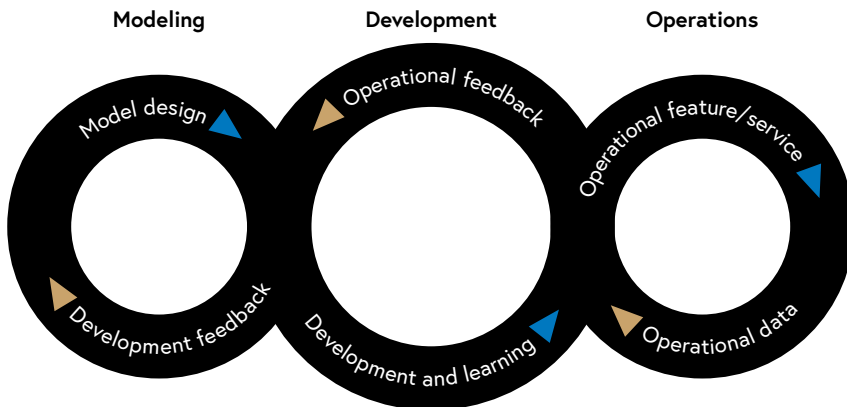 Modeling
Development
Operations
Model design
Operational feedback
Operational feature/service
Development feedback
Development and learning
Operational data